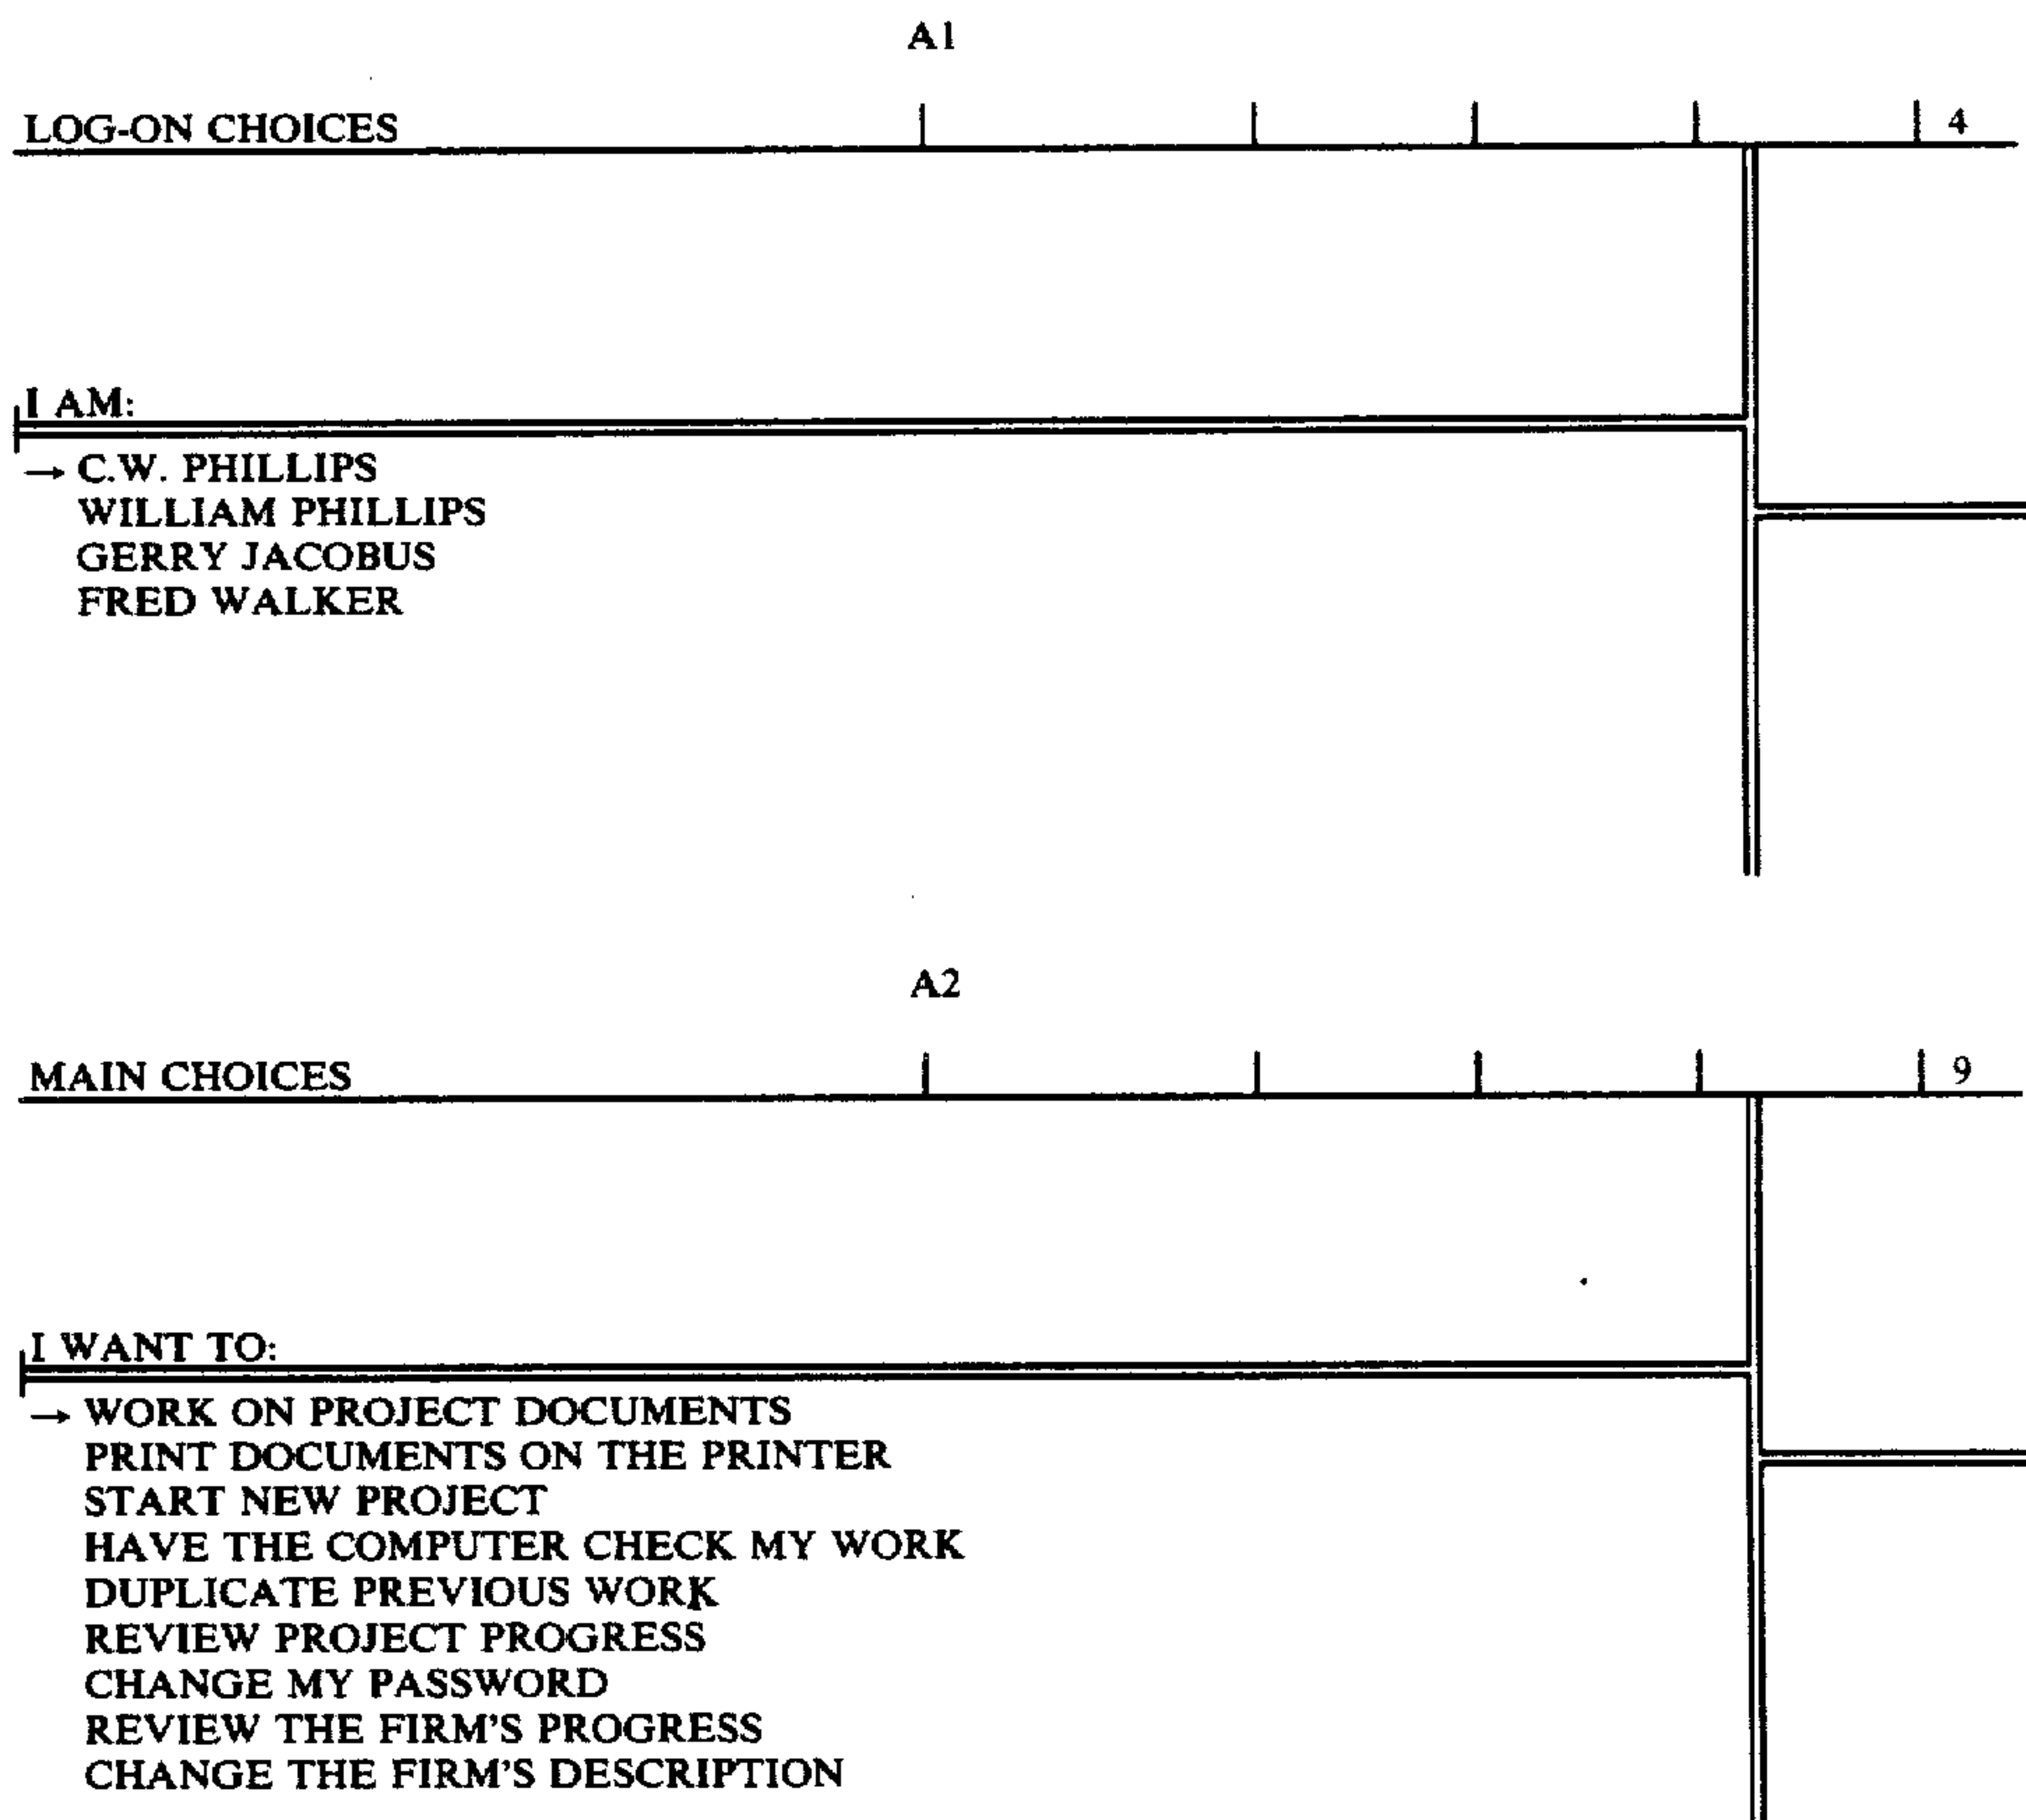 A1
LOG-ON CHOICES 4
I AM:
→ C.W. PHILLIPS
WILLIAM PHILLIPS
GERRY JACOBUS
FRED WALKER
A2
MAIN CHOICES 9
I WANT TO:
→ WORK ON PROJECT DOCUMENTS
PRINT DOCUMENTS ON THE PRINTER
START NEW PROJECT
HAVE THE COMPUTER CHECK MY WORK
DUPLICATE PREVIOUS WORK
REVIEW PROJECT PROGRESS
CHANGE MY PASSWORD
REVIEW THE FIRM'S PROGRESS
CHANGE THE FIRM'S DESCRIPTION